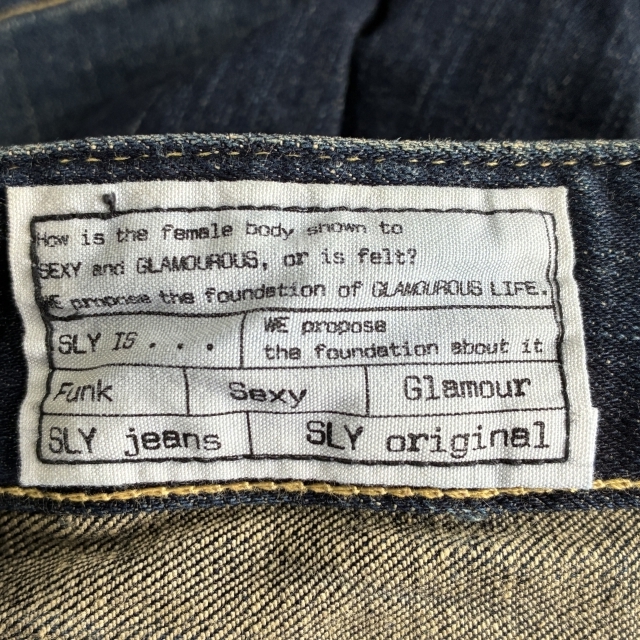 How is the female body shown to
SEXY and GLAMOUROUS, or is felt?
WE propose the foundation of GLAMOUROUS LIFE.
SLY IS . . .
WE propose
the foundation about it
Funk Sexy Glamour
SLY jeans SLY original